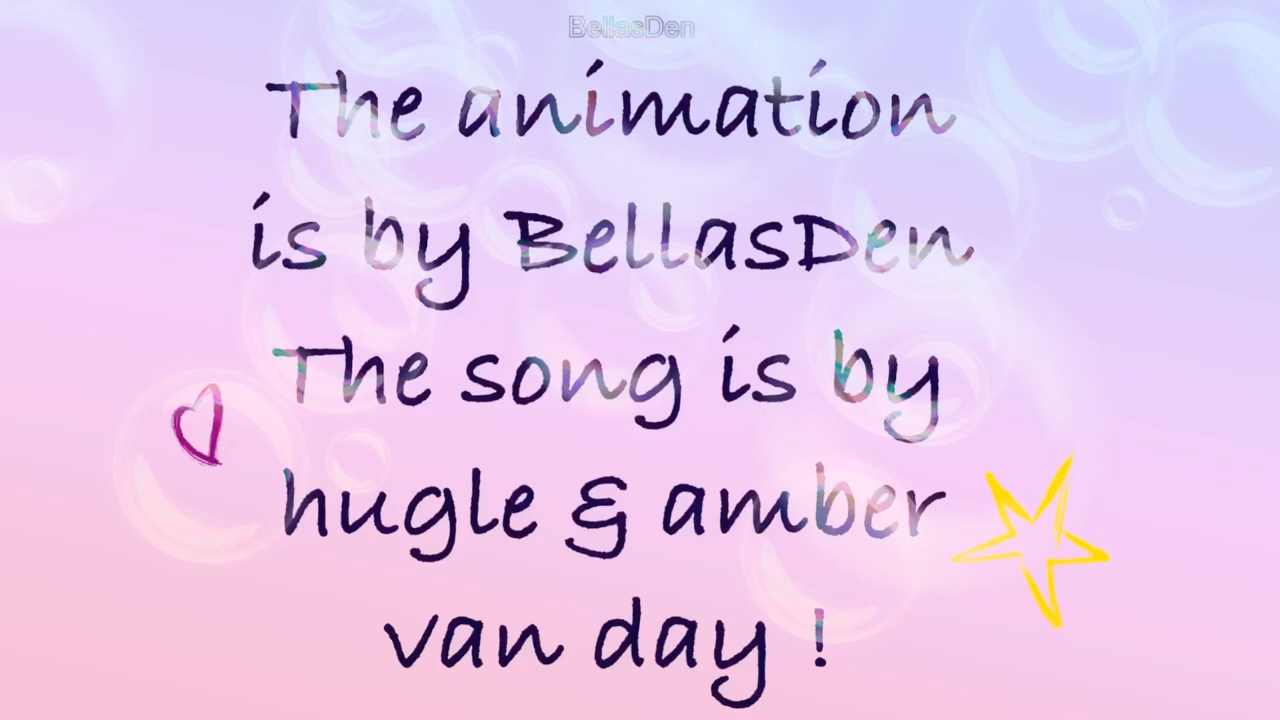 BellasDen
The animation
is by BellasDen
The song is by
hugle & amber
van day !